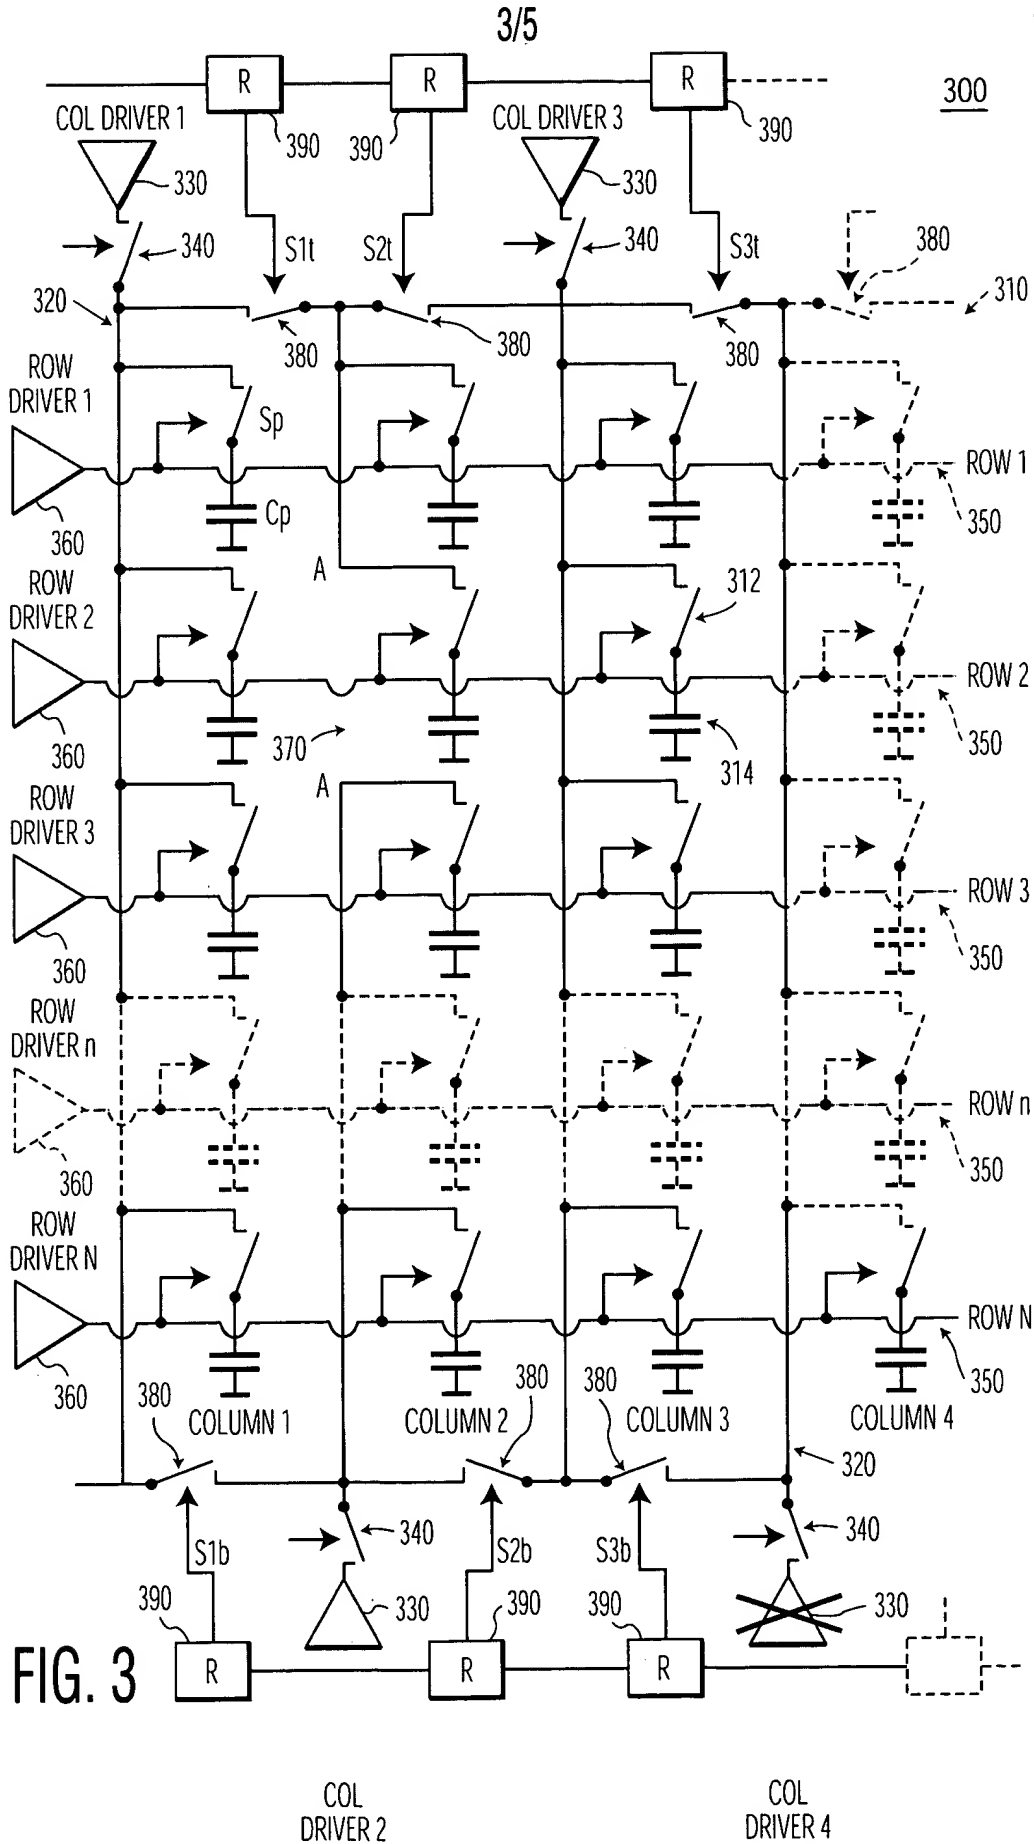 3/5
R R R
300
COL DRIVER 1 390 390 COL DRIVER 3 390
330 330
340 S1t S2t 340 S3t 380
320 310
380 380 380
ROW
DRIVER 1
Sp
ROW 1
Cp
360 350
A
ROW
DRIVER 2
312
ROW 2
370
360 314 350
A
ROW
DRIVER 3
ROW 3
360 350
ROW
DRIVER n
ROW n
360 350
ROW
DRIVER N
ROW N
360 380 380 380 350
COLUMN 1 COLUMN 2 COLUMN 3 COLUMN 4
320
340 340
S1b S2b S3b
390 330 390 390 330
R R R
FIG. 3
COL
DRIVER 2
COL
DRIVER 4